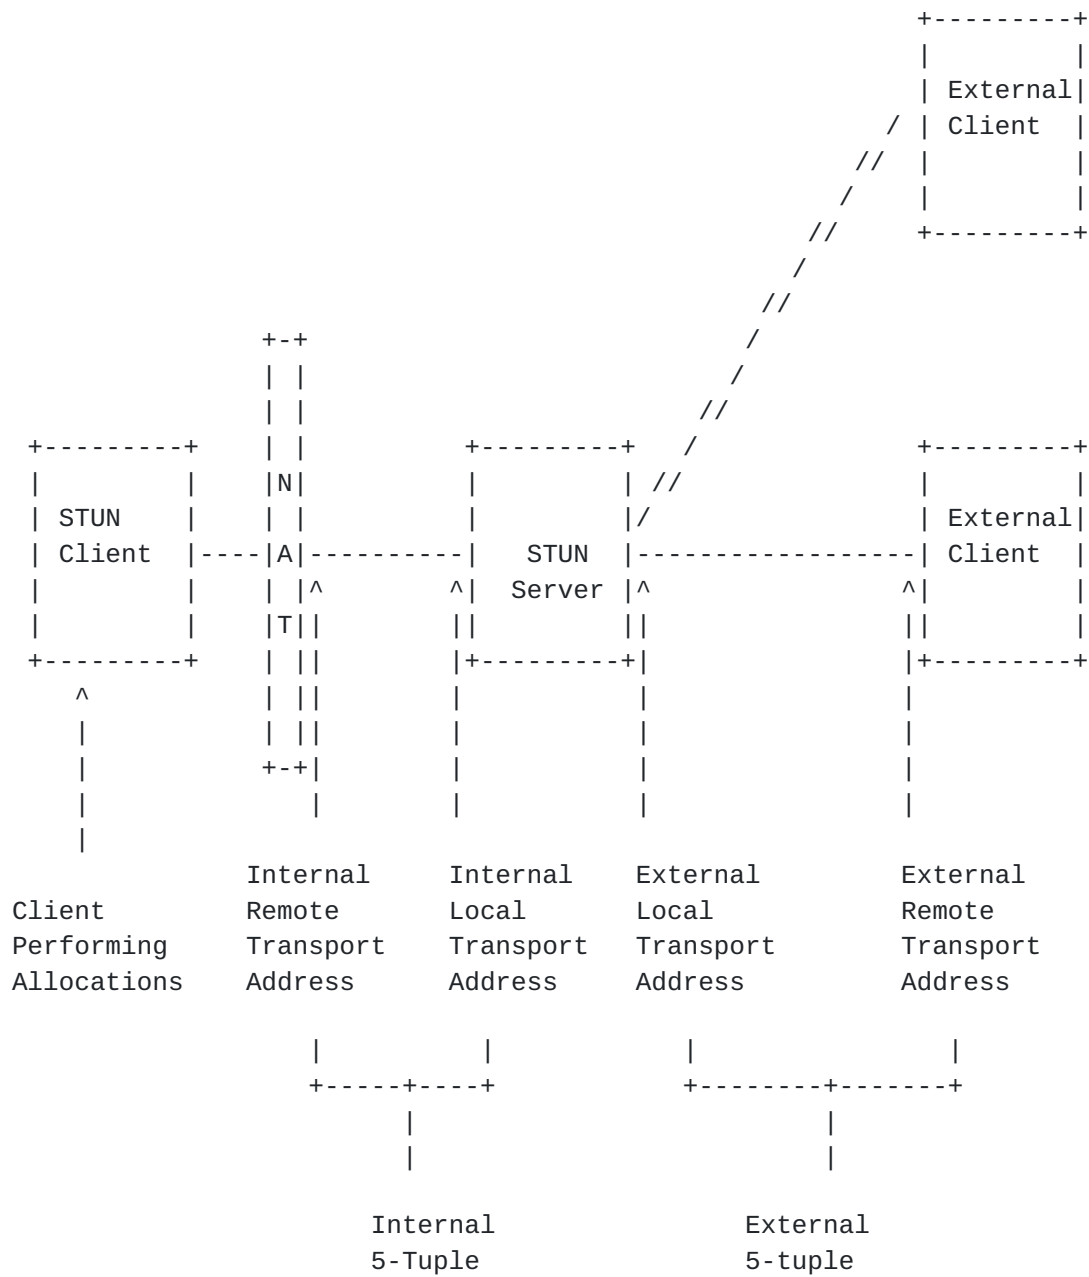 +---------+
                                                          |         |
                                                          | External|
                                                        / | Client  |
                                                      //  |         |
                                                     /    |         |
                                                   //     +---------+
                                                  /
                                                //
                +-+                            /
                | |                           /
                | |                         //
 +---------+    | |          +---------+   /              +---------+
 |         |    |N|          |         | //               |         |
 | STUN    |    | |          |         |/                 | External|
 | Client  |----|A|----------|   STUN  |------------------| Client  |
 |         |    | |^        ^|  Server |^                ^|         |
 |         |    |T||        ||         ||                ||         |
 +---------+    | ||        |+---------+|                |+---------+
    ^           | ||        |           |                |
    |           | ||        |           |                |
    |           +-+|        |           |                |
    |              |        |           |                |
    |
               Internal     Internal    External         External
Client         Remote       Local       Local            Remote
Performing     Transport    Transport   Transport        Transport
Allocations    Address      Address     Address          Address

                   |          |            |                |
                   +-----+----+            +--------+-------+
                         |                          |
                         |                          |

                       Internal                External
                       5-Tuple                 5-tuple